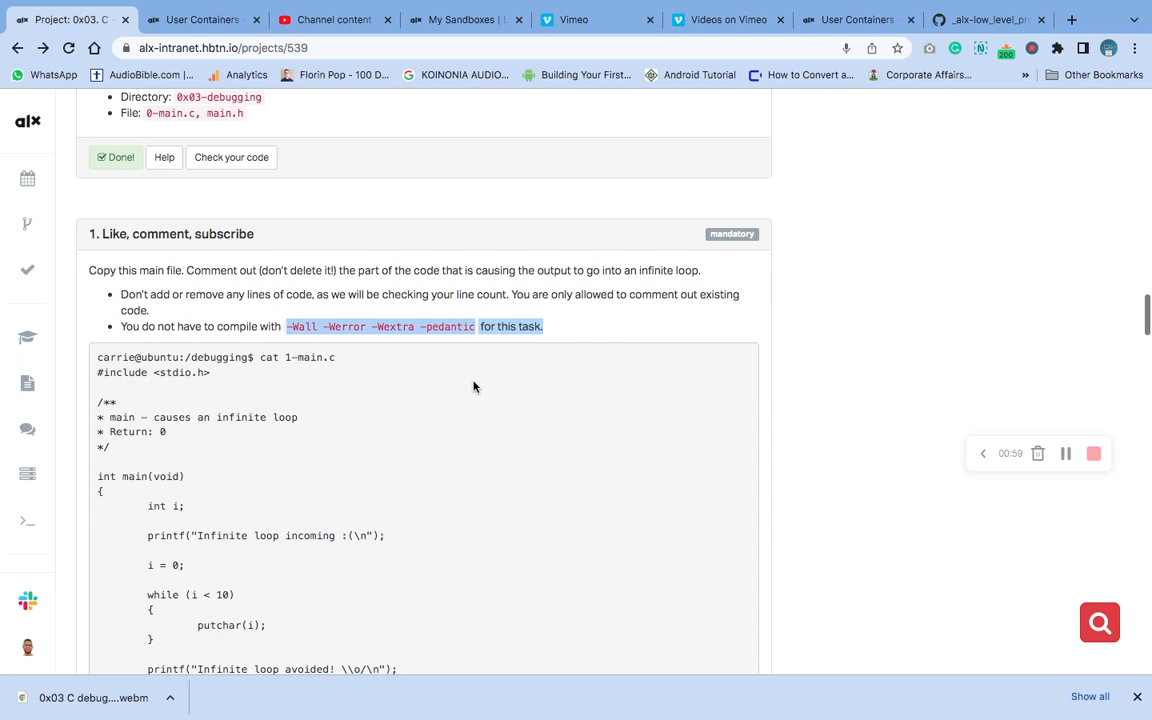 Project: 0x03. C
User Containers
Channel content
My Sandboxes | L
Vimeo
Videos on Vimeo
User Containers
_alx-low_level_pr
alx-intranet.hbtn.io/projects/539
200
WhatsApp
AudioBible.com |...
Analytics
Florin Pop - 100 D...
KOINONIA AUDIO...
Building Your First...
Android Tutorial
How to Convert a...
Corporate Affairs...
»
Other Bookmarks
alx
• Directory: 0x03-debugging
• File: 0-main.c, main.h
Done!
Help
Check your code
1. Like, comment, subscribe
mandatory
Copy this main file. Comment out (don't delete it!) the part of the code that is causing the output to go into an infinite loop.
• Don't add or remove any lines of code, as we will be checking your line count. You are only allowed to comment out existing
code.
• You do not have to compile with -Wall -Werror -Wextra -pedantic for this task.
carrie@ubuntu:/debugging$ cat 1-main.c
#include <stdio.h>
/**
* main - causes an infinite loop
* Return: 0
*/
int main(void)
{
int i;
printf("Infinite loop incoming :(\n");
i = 0;
while (i < 10)
{
putchar(i);
}
printf("Infinite loop avoided! \\o/\n");
00:59
0x03 C debug....webm
Show all